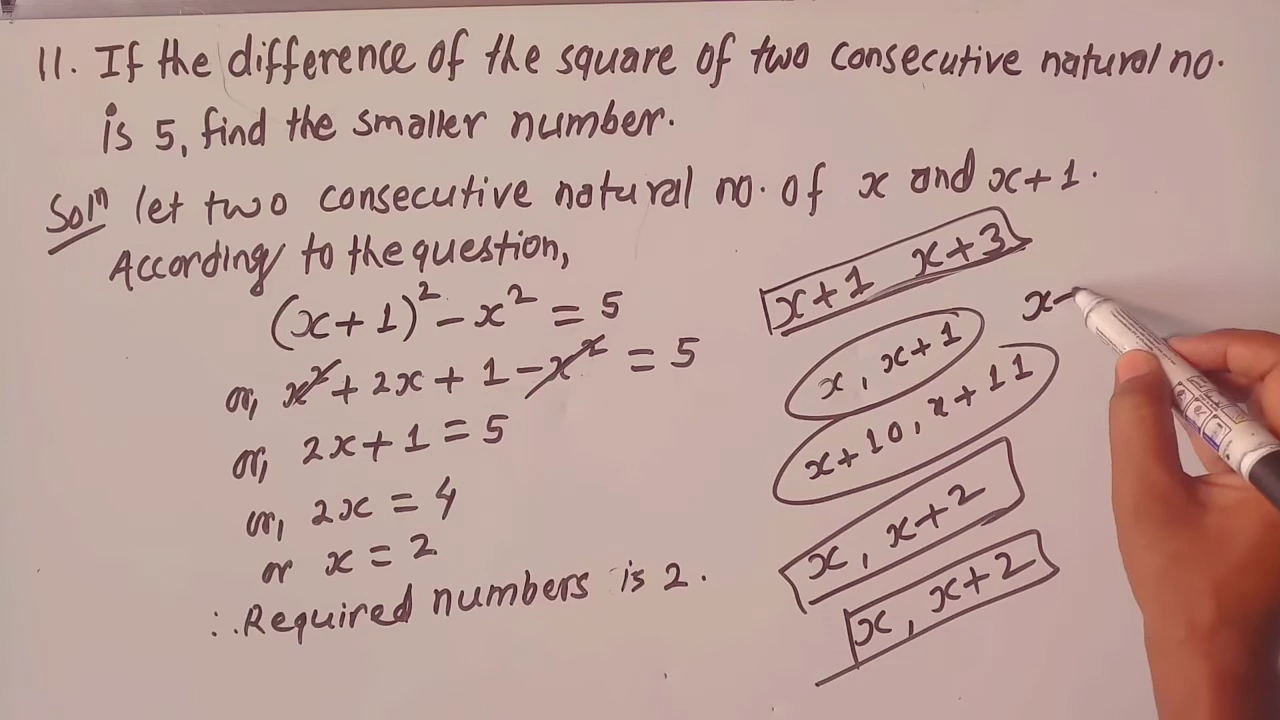 11. If the difference of the square of two consecutive natural no.
is 5, find the smaller number.
Solⁿ let two consecutive natural no. of x and x+1.
According to the question,
(x+1)² - x² = 5
or, x² + 2x + 1 - x² = 5
or, 2x + 1 = 5
or, 2x = 4
or x = 2
∴ Required numbers is 2.
x+1 x+3
x, x+1
x+10, x+11
x, x+2
x, x+2
x-